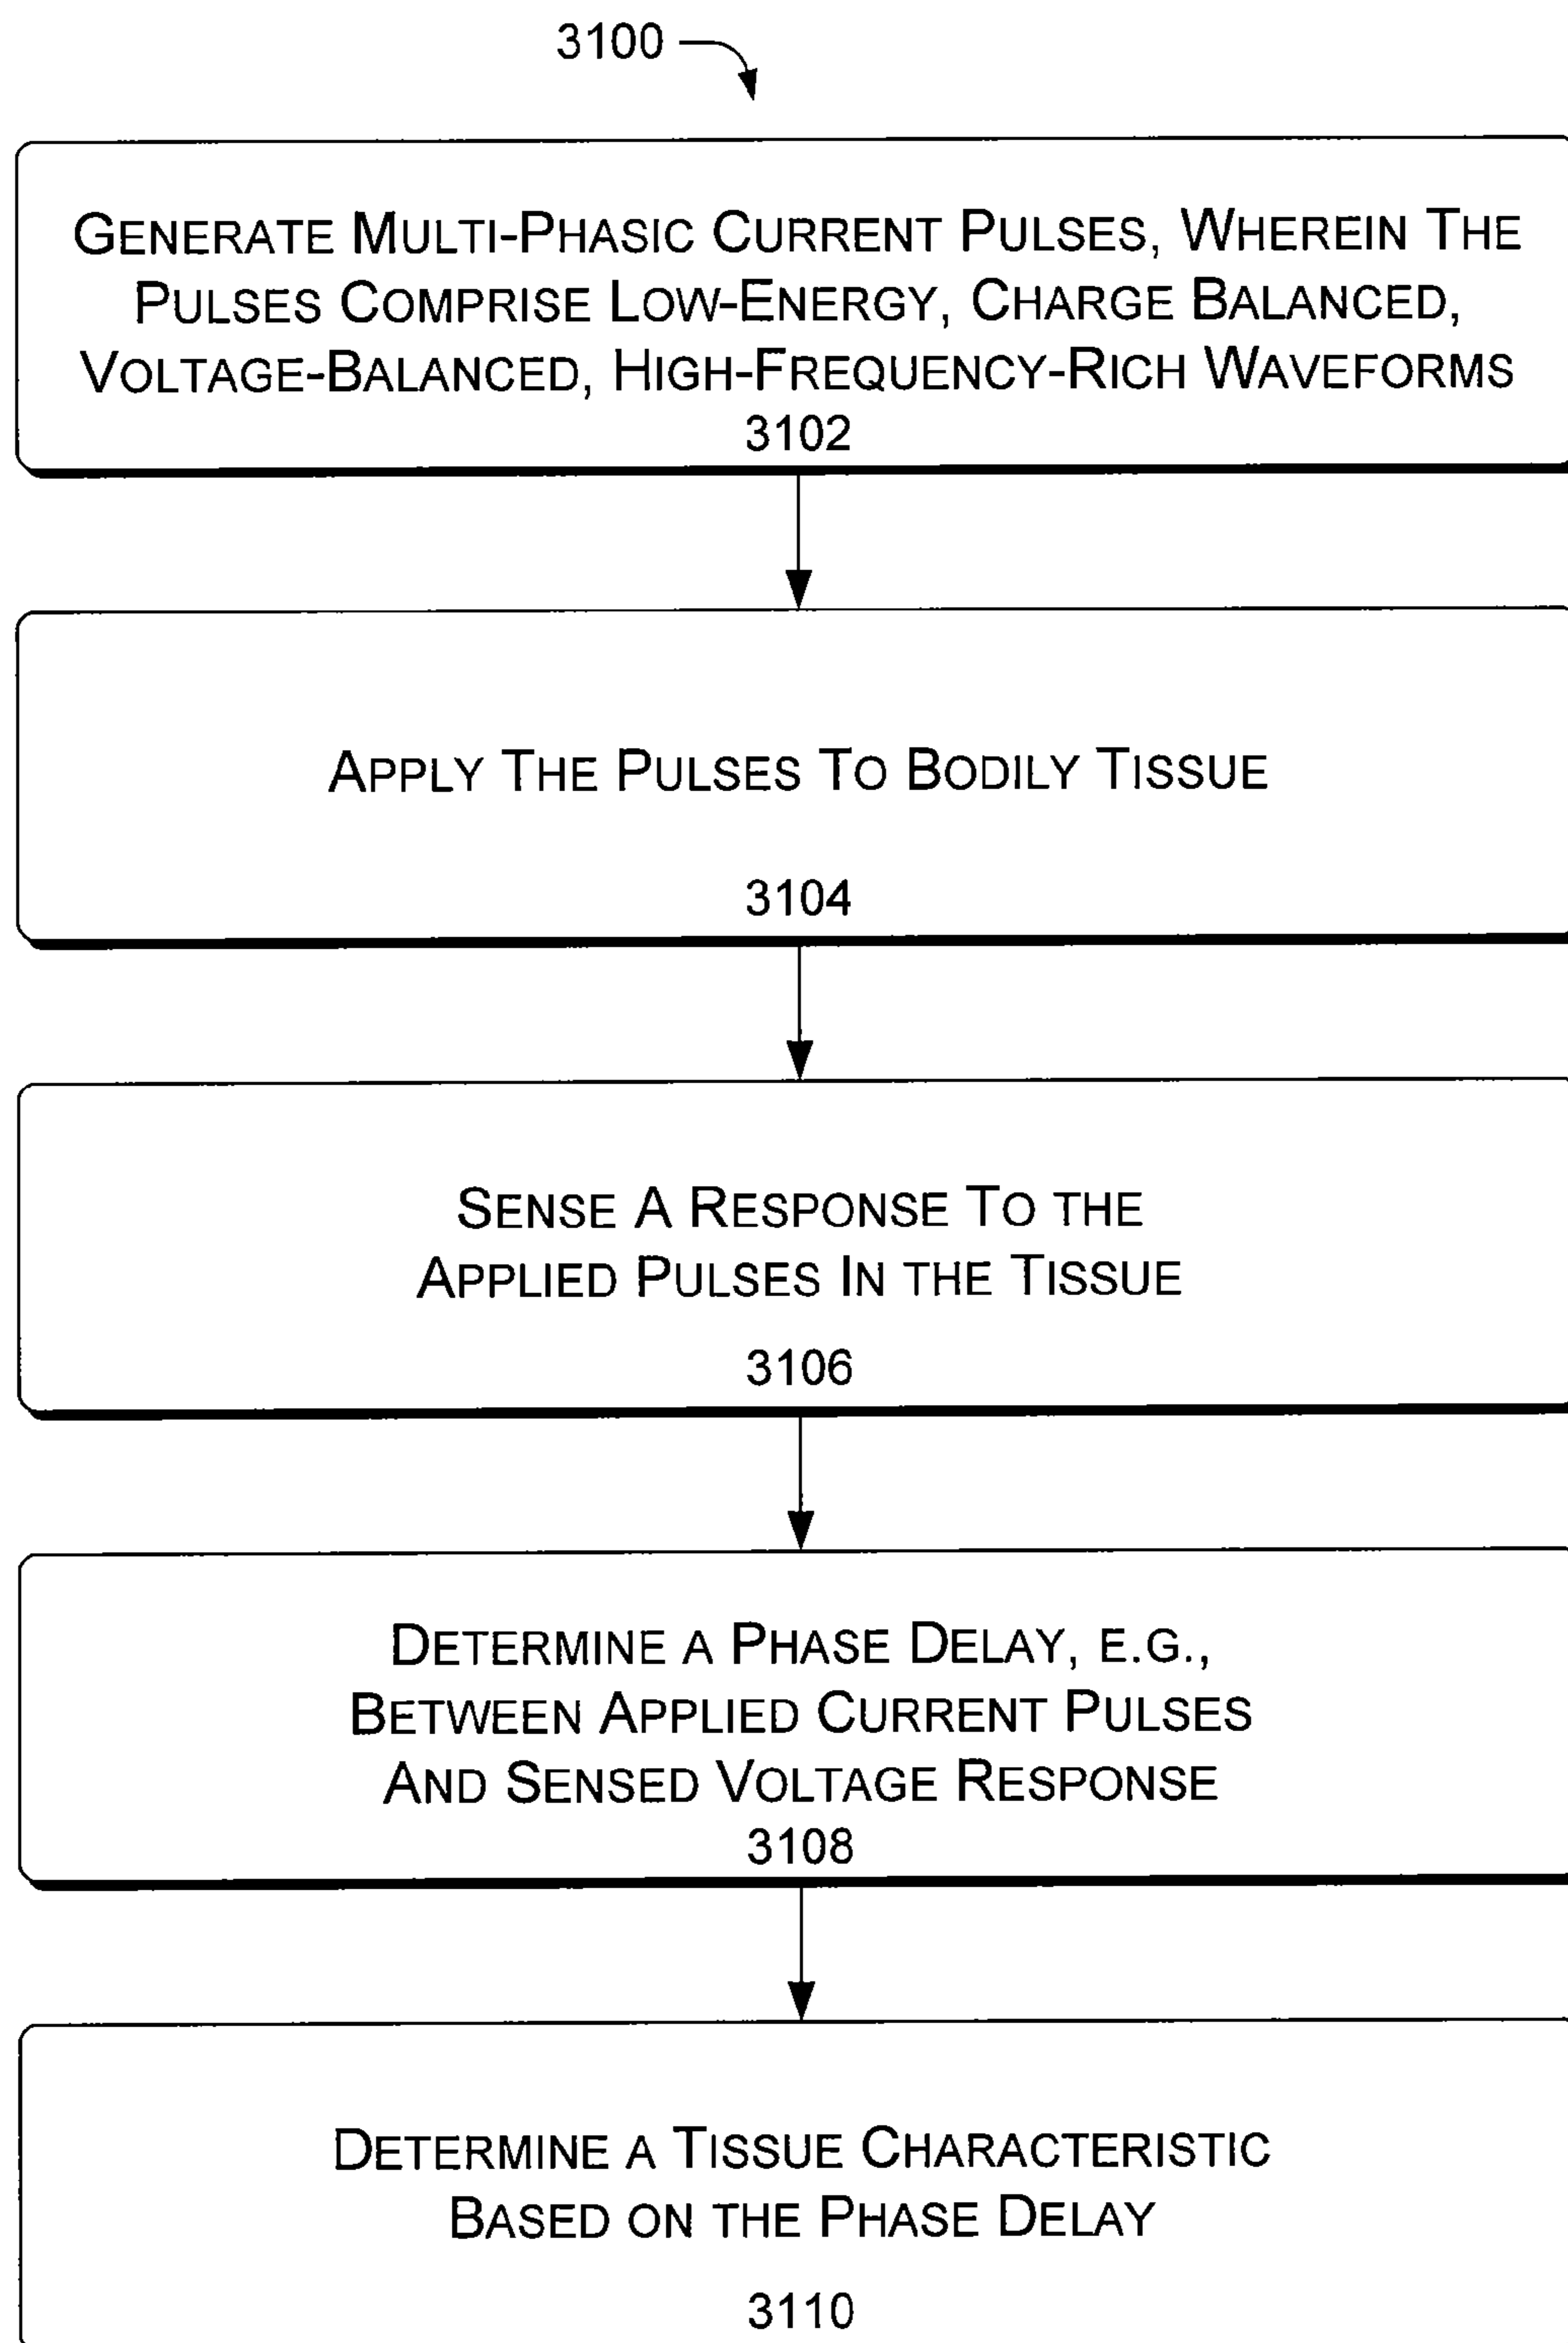 3100
GENERATE MULTI-PHASIC CURRENT PULSES, WHEREIN THE
PULSES COMPRISE LOW-ENERGY, CHARGE BALANCED,
VOLTAGE-BALANCED, HIGH-FREQUENCY-RICH WAVEFORMS
3102
APPLY THE PULSES TO BODILY TISSUE
3104
SENSE A RESPONSE TO THE
APPLIED PULSES IN THE TISSUE
3106
DETERMINE A PHASE DELAY, E.G.,
BETWEEN APPLIED CURRENT PULSES
AND SENSED VOLTAGE RESPONSE
3108
DETERMINE A TISSUE CHARACTERISTIC
BASED ON THE PHASE DELAY
3110